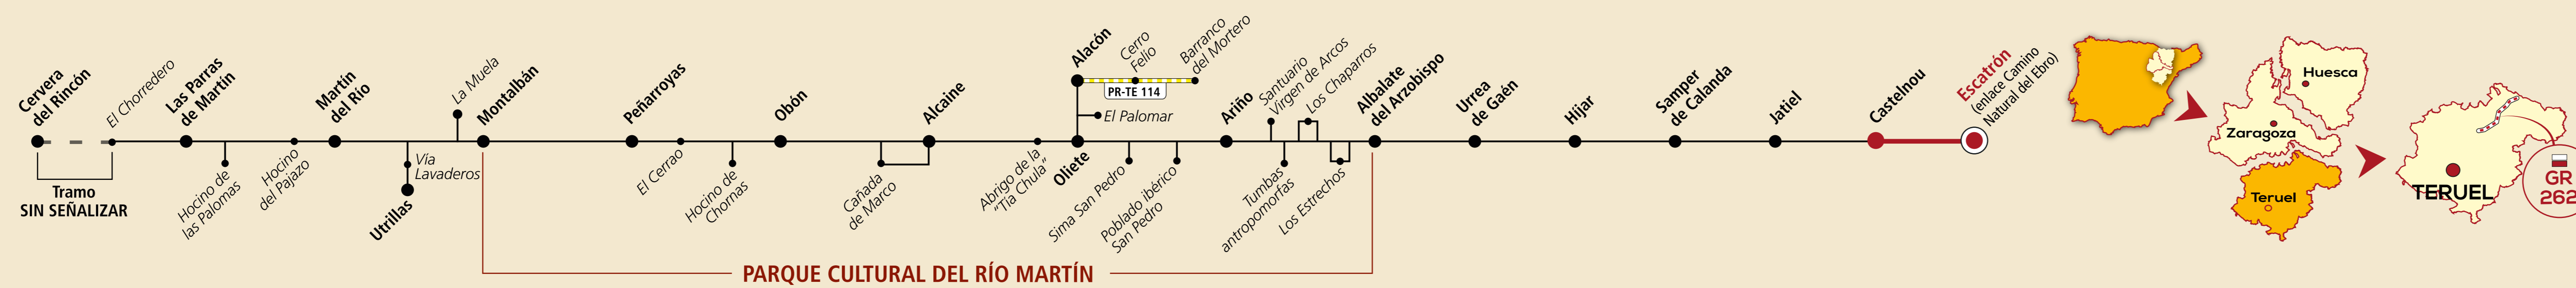 Cervera
del Rincón
Tramo
SIN SEÑALIZAR
El Chorredero
Las Parras
de Martín
Hocino de
las Palomas
Hocino
del Pajazo
Martín
del Río
Vía
Lavaderos
Utrillas
La Muela
Montalbán
Peñarroyas
El Cerrao
Hocino de
Chornas
Obón
Cañada
de Marco
Alcaine
Abrigo de la
"Tía Chula"
Oliete
Alacón
Cerro
Felio
Barranco
del Mortero
PR-TE 114
El Palomar
Sima San Pedro
Poblado ibérico
San Pedro
Ariño
Santuario
Virgen de Arcos
Tumbas
antropomorfas
Los Chaparros
Los Estrechos
Albalate
del Arzobispo
PARQUE CULTURAL DEL RÍO MARTÍN
Urrea
de Gaén
Hijar
Samper
de Calanda
Jatiel
Castelnou
Escatrón
(enlace Camino
Natural del Ebro)
Huesca
Zaragoza
Teruel
TERUEL
GR
262